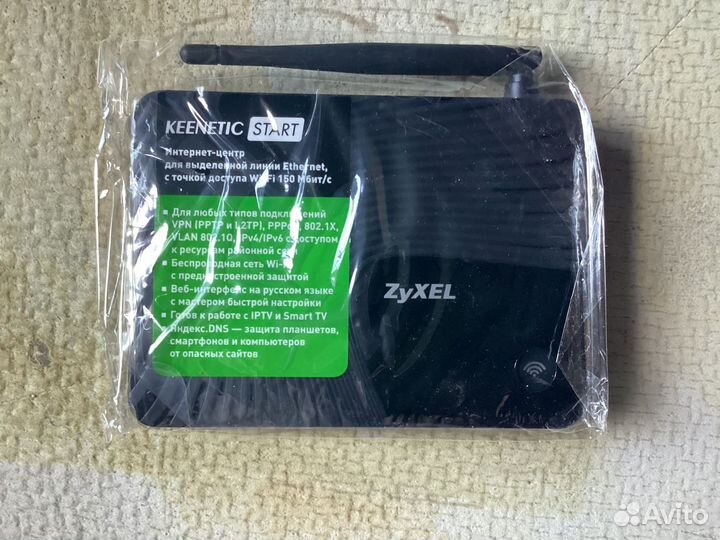 KEENETIC START
Интернет-центр
для выделенной линии Ethernet,
с точкой доступа Wi-Fi 150 Мбит/с
Для любых типов подключений
VPN (PPTP и L2TP), PPPoE, 802.1X,
VLAN 802.1Q, IPv4/IPv6 с доступом
к ресурсам районной сети
Беспроводная сеть Wi-Fi
с предустановленной защитой
Веб-интерфейс на русском языке
с мастером быстрой настройки
Готов к работе с IPTV и Smart TV
Яндекс.DNS — защита планшетов,
смартфонов и компьютеров
от опасных сайтов
ZyXEL
Avito